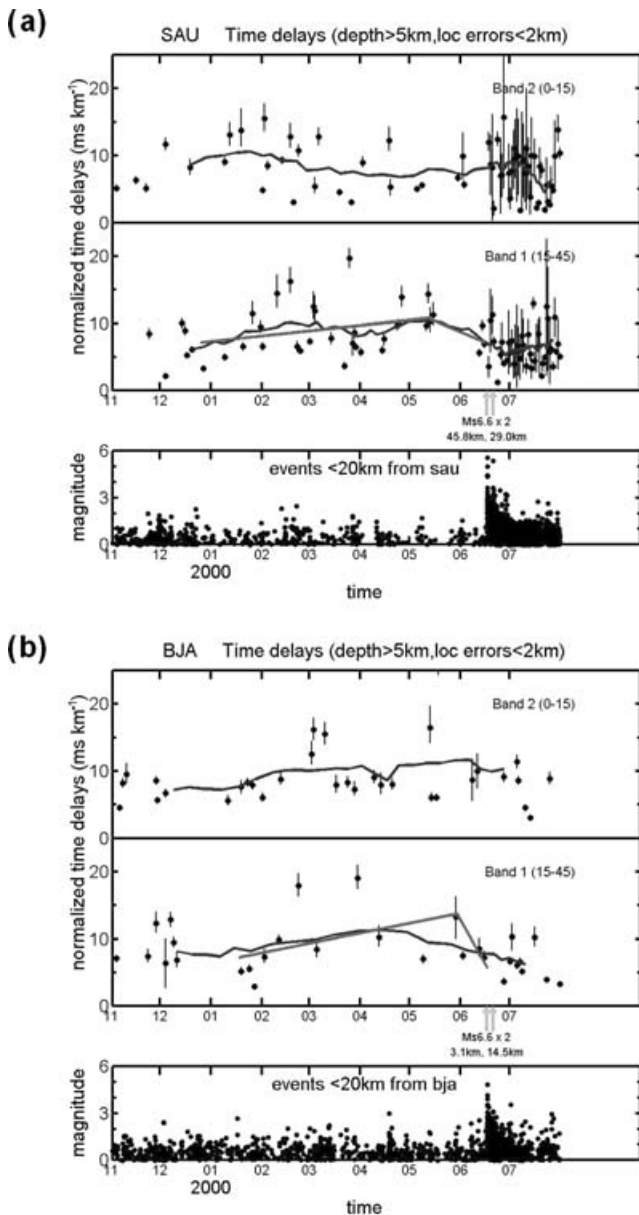 (a)
SAU Time delays (depth>5km,loc errors<2km)
normalized time delays (ms km⁻¹)
20
10
0
Band 2 (0-15)
20
10
0
Band 1 (15-45)
11 12 01 02 03 04 05 06 07
Ms6.6 x 2
45.8km, 29.0km
magnitude
6
3
0
events <20km from sau
11 12 01 02 03 04 05 06 07
2000
time
(b)
BJA Time delays (depth>5km,loc errors<2km)
normalized time delays (ms km⁻¹)
20
10
0
Band 2 (0-15)
20
10
0
Band 1 (15-45)
11 12 01 02 03 04 05 06 07
Ms6.6 x 2
3.1km, 14.5km
magnitude
6
3
0
events <20km from bja
11 12 01 02 03 04 05 06 07
2000
time